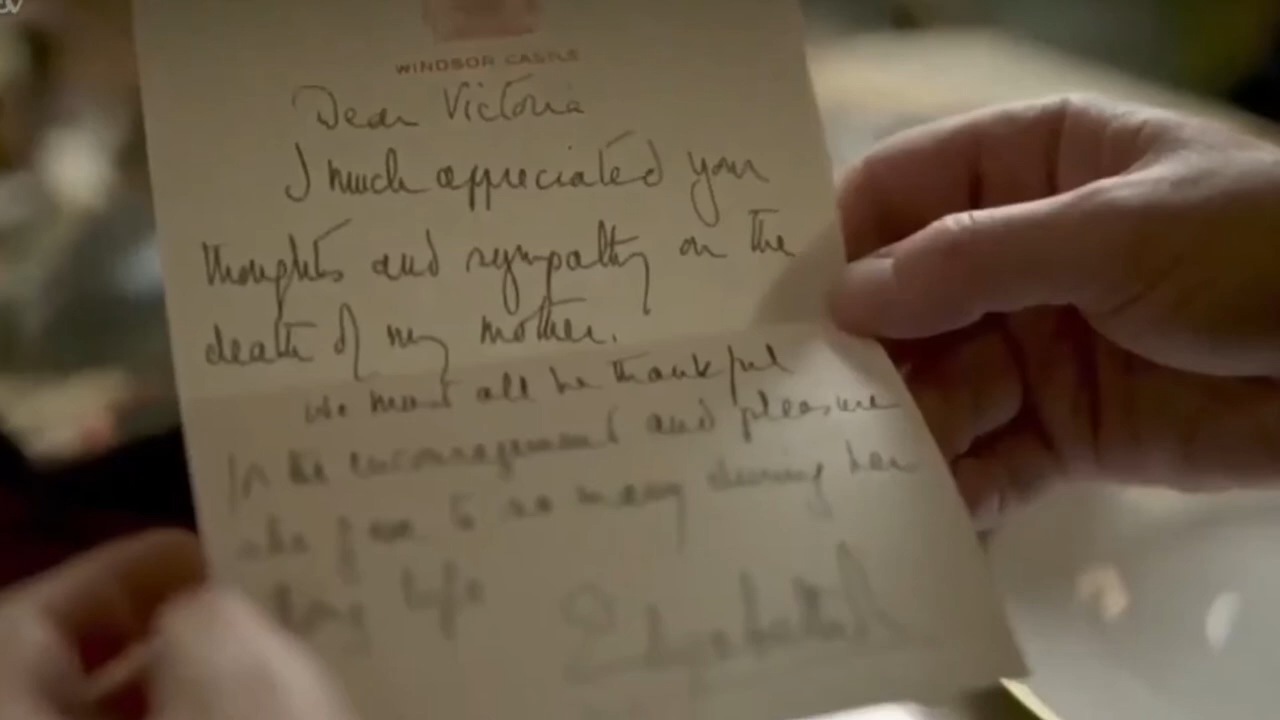 WINDSOR CASTLE
Dear Victoria
I much appreciated your
thoughts and sympathy on the
death of my mother.
We must all be thankful
for the encouragement and pleasure
she gave to so many during her
long life
Elizabeth R